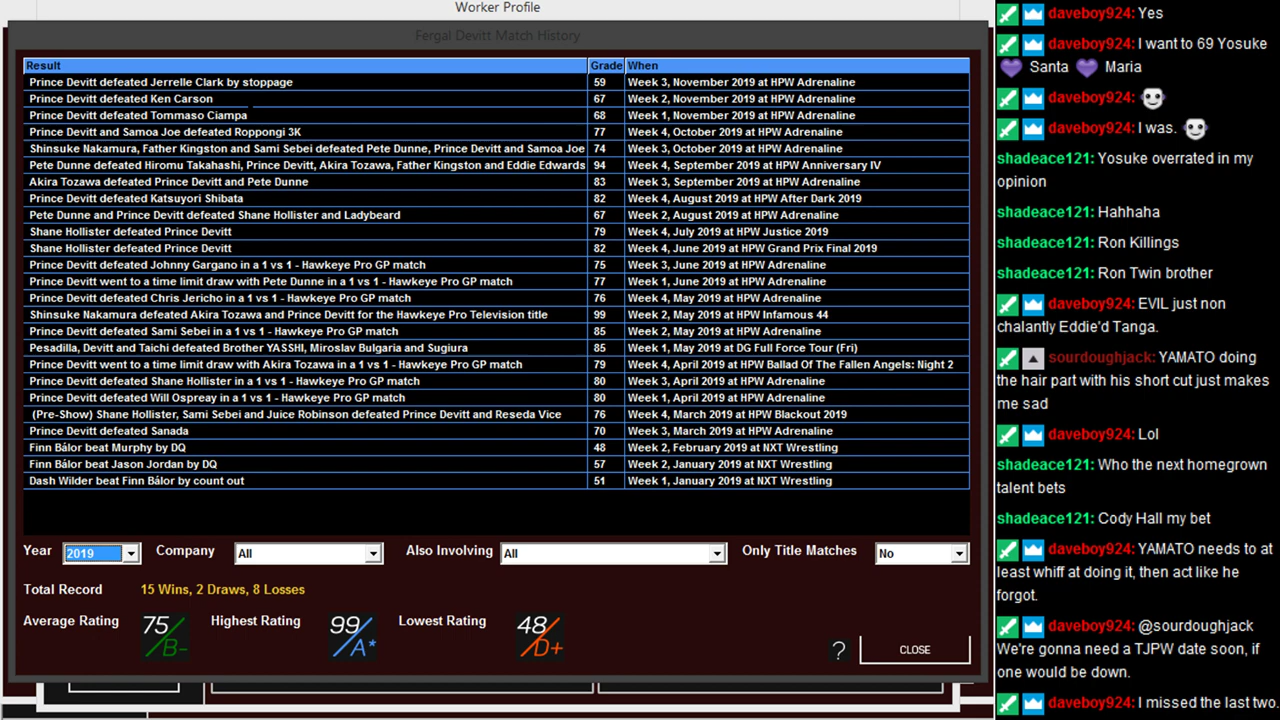 Worker Profile
Fergal Devitt Match History
Result Grade When
Prince Devitt defeated Jerrelle Clark by stoppage 59 Week 3, November 2019 at HPW Adrenaline
Prince Devitt defeated Ken Carson 67 Week 2, November 2019 at HPW Adrenaline
Prince Devitt defeated Tommaso Ciampa 68 Week 1, November 2019 at HPW Adrenaline
Prince Devitt and Samoa Joe defeated Roppongi 3K 77 Week 4, October 2019 at HPW Adrenaline
Shinsuke Nakamura, Father Kingston and Sami Sebei defeated Pete Dunne, Prince Devitt and Samoa Joe 74 Week 3, October 2019 at HPW Adrenaline
Pete Dunne defeated Hiromu Takahashi, Prince Devitt, Akira Tozawa, Father Kingston and Eddie Edwards 94 Week 4, September 2019 at HPW Anniversary IV
Akira Tozawa defeated Prince Devitt and Pete Dunne 83 Week 3, September 2019 at HPW Adrenaline
Prince Devitt defeated Katsuyori Shibata 82 Week 4, August 2019 at HPW After Dark 2019
Pete Dunne and Prince Devitt defeated Shane Hollister and Ladybeard 67 Week 2, August 2019 at HPW Adrenaline
Shane Hollister defeated Prince Devitt 79 Week 4, July 2019 at HPW Justice 2019
Shane Hollister defeated Prince Devitt 82 Week 4, June 2019 at HPW Grand Prix Final 2019
Prince Devitt defeated Johnny Gargano in a 1 vs 1 - Hawkeye Pro GP match 75 Week 3, June 2019 at HPW Adrenaline
Prince Devitt went to a time limit draw with Pete Dunne in a 1 vs 1 - Hawkeye Pro GP match 77 Week 1, June 2019 at HPW Adrenaline
Prince Devitt defeated Chris Jericho in a 1 vs 1 - Hawkeye Pro GP match 76 Week 4, May 2019 at HPW Adrenaline
Shinsuke Nakamura defeated Akira Tozawa and Prince Devitt for the Hawkeye Pro Television title 99 Week 2, May 2019 at HPW Infamous 44
Prince Devitt defeated Sami Sebei in a 1 vs 1 - Hawkeye Pro GP match 85 Week 2, May 2019 at HPW Adrenaline
Pesadilla, Devitt and Taichi defeated Brother YASSHI, Miroslav Bulgaria and Sugiura 85 Week 1, May 2019 at DG Full Force Tour (Fri)
Prince Devitt went to a time limit draw with Akira Tozawa in a 1 vs 1 - Hawkeye Pro GP match 79 Week 4, April 2019 at HPW Ballad Of The Fallen Angels: Night 2
Prince Devitt defeated Shane Hollister in a 1 vs 1 - Hawkeye Pro GP match 80 Week 3, April 2019 at HPW Adrenaline
Prince Devitt defeated Will Ospreay in a 1 vs 1 - Hawkeye Pro GP match 80 Week 1, April 2019 at HPW Adrenaline
(Pre-Show) Shane Hollister, Sami Sebei and Juice Robinson defeated Prince Devitt and Reseda Vice 76 Week 4, March 2019 at HPW Blackout 2019
Prince Devitt defeated Sanada 70 Week 3, March 2019 at HPW Adrenaline
Finn Bálor beat Murphy by DQ 48 Week 2, February 2019 at NXT Wrestling
Finn Bálor beat Jason Jordan by DQ 57 Week 2, January 2019 at NXT Wrestling
Dash Wilder beat Finn Bálor by count out 51 Week 1, January 2019 at NXT Wrestling
Year 2019 Company All Also Involving All Only Title Matches No
Total Record 15 Wins, 2 Draws, 8 Losses
Average Rating 75/B- Highest Rating 99/A* Lowest Rating 48/D+
? CLOSE
daveboy924: Yes
daveboy924: I want to 69 Yosuke
Santa Maria
daveboy924:
daveboy924: I was.
shadeace121: Yosuke overrated in my
opinion
shadeace121: Hahhaha
shadeace121: Ron Killings
shadeace121: Ron Twin brother
daveboy924: EVIL just non
chalantly Eddie'd Tanga.
sourdoughjack: YAMATO doing
the hair part with his short cut just makes
me sad
daveboy924: Lol
shadeace121: Who the next homegrown
talent bets
shadeace121: Cody Hall my bet
daveboy924: YAMATO needs to at
least whiff at doing it, then act like he
forgot.
daveboy924: @sourdoughjack
We're gonna need a TJPW date soon, if
one would be down.
daveboy924: I missed the last two.